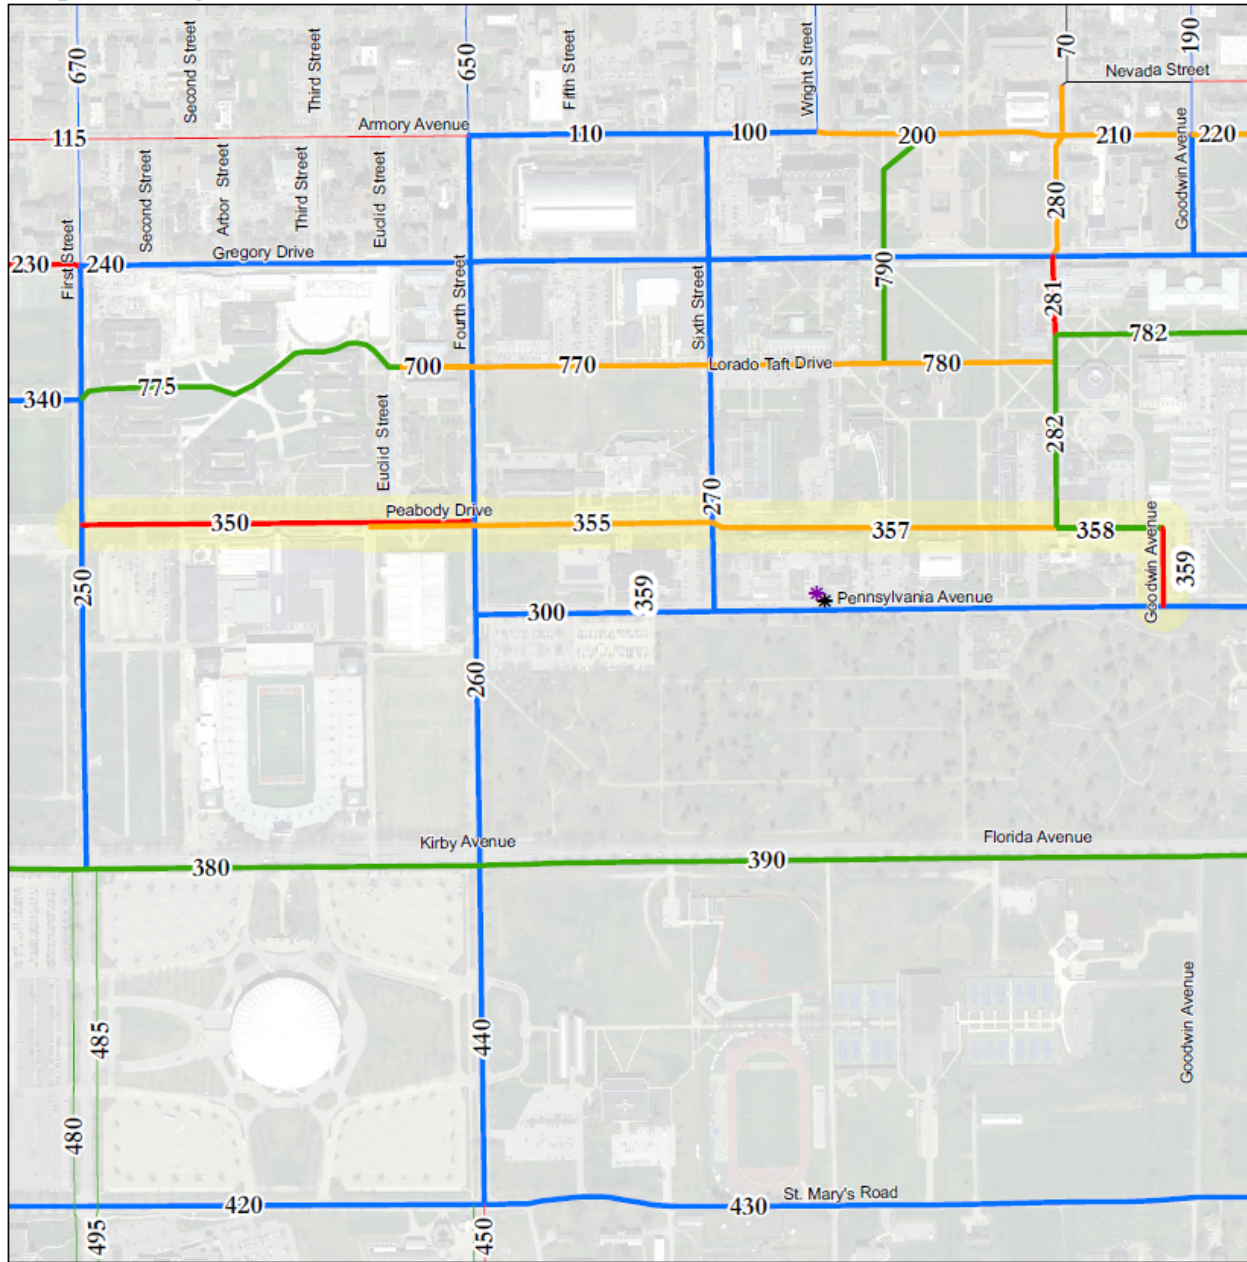 670
Second Street
Third Street
650
Fifth Street
Wright Street
70
190
Nevada Street
115
Armory Avenue
110
100
200
210
220
Second Street
Arbor Street
Third Street
Euclid Street
Goodwin Avenue
280
First Street
230
240
Gregory Drive
Fourth Street
Sixth Street
790
281
782
340
775
700
770
Lorado Taft Drive
780
Euclid Street
282
350
Peabody Drive
355
270
357
358
Goodwin Avenue
359
250
300
359
Pennsylvania Avenue
260
380
Kirby Avenue
390
Florida Avenue
485
480
440
Goodwin Avenue
420
430
St. Mary's Road
495
450